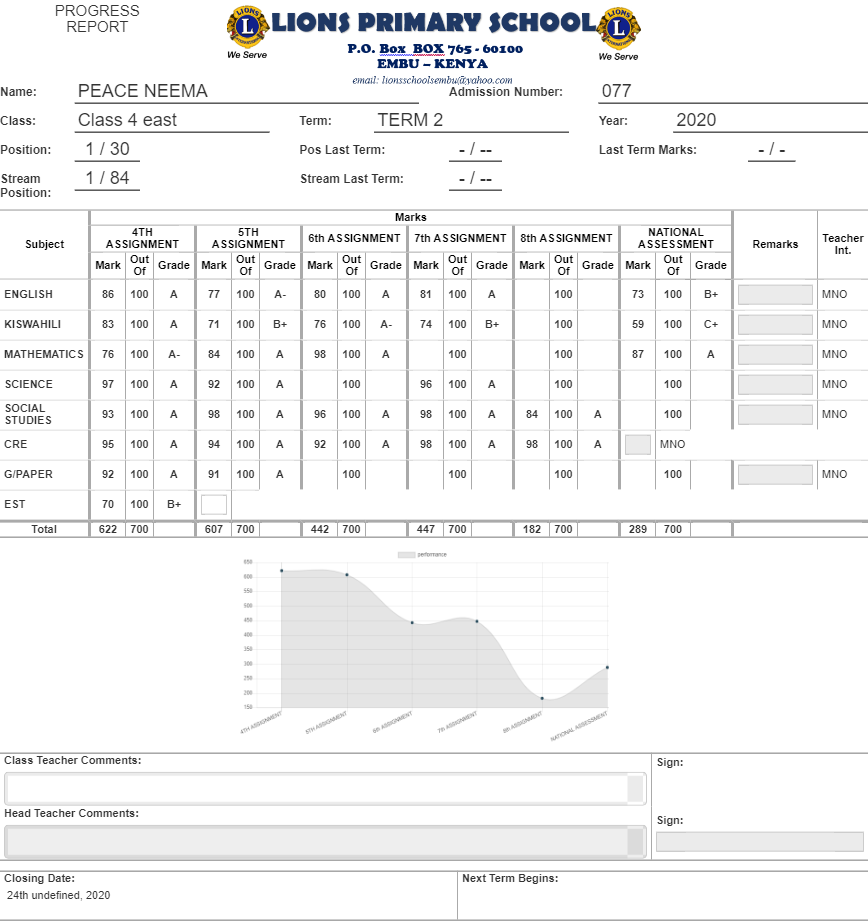 PROGRESS
REPORT
LIONS PRIMARY SCHOOL
L
We Serve
L
We Serve
P.O. Box BOX 765 - 60100
EMBU – KENYA
email: lionsschoolsembu@yahoo.com
Name: PEACE NEEMA Admission Number: 077
Class: Class 4 east Term: TERM 2 Year: 2020
Position: 1 / 30 Pos Last Term: - / -- Last Term Marks: - / -
Stream Position: 1 / 84 Stream Last Term: - / --
Marks
Subject 4TH ASSIGNMENT 5TH ASSIGNMENT 6th ASSIGNMENT 7th ASSIGNMENT 8th ASSIGNMENT NATIONAL ASSESSMENT Remarks Teacher Int.
Mark Out Of Grade Mark Out Of Grade Mark Out Of Grade Mark Out Of Grade Mark Out Of Grade Mark Out Of Grade
ENGLISH 86 100 A 77 100 A- 80 100 A 81 100 A 100 73 100 B+ MNO
KISWAHILI 83 100 A 71 100 B+ 76 100 A- 74 100 B+ 100 59 100 C+ MNO
MATHEMATICS 76 100 A- 84 100 A 98 100 A 100 100 87 100 A MNO
SCIENCE 97 100 A 92 100 A 100 96 100 A 100 100 MNO
SOCIAL STUDIES 93 100 A 98 100 A 96 100 A 98 100 A 84 100 A 100 MNO
CRE 95 100 A 94 100 A 92 100 A 98 100 A 98 100 A MNO
G/PAPER 92 100 A 91 100 A 100 100 100 100 MNO
EST 70 100 B+
Total 622 700 607 700 442 700 447 700 182 700 289 700
performance
650
600
550
500
450
400
350
300
250
200
150
4TH ASSIGNMENT 5TH ASSIGNMENT 6th ASSIGNMENT 7th ASSIGNMENT 8th ASSIGNMENT NATIONAL ASSESSMENT
Class Teacher Comments: Sign:
Head Teacher Comments: Sign:
Closing Date: Next Term Begins:
24th undefined, 2020